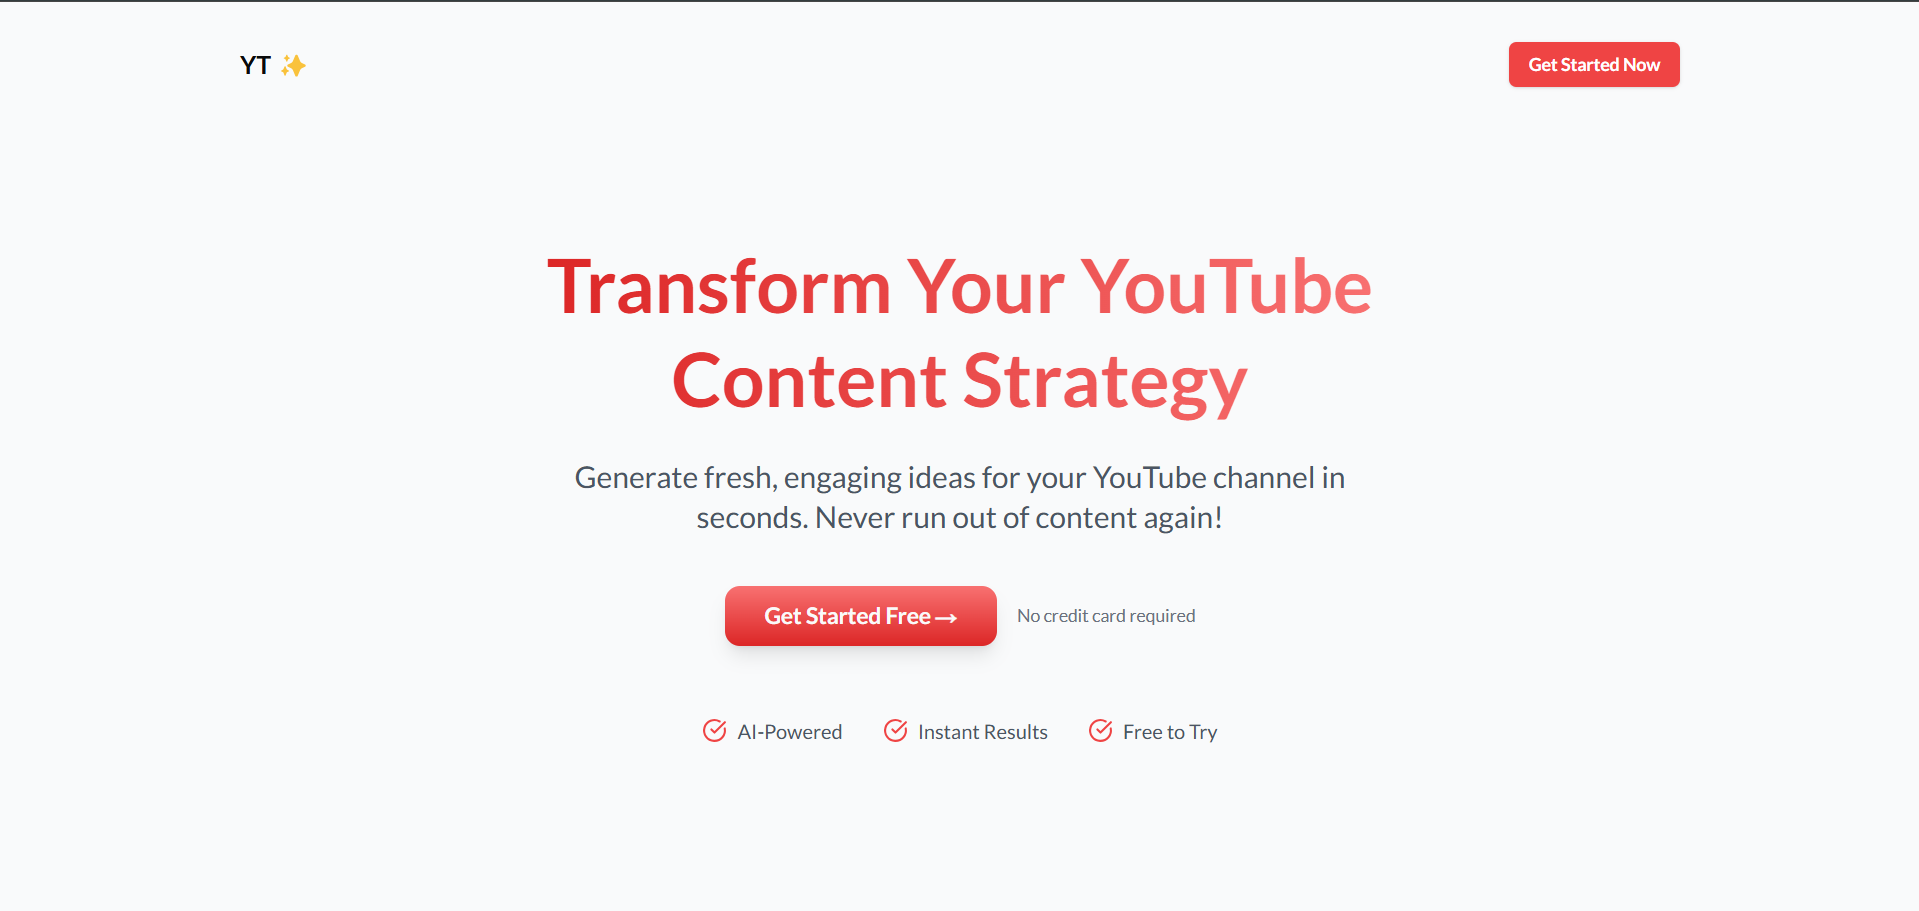 YT ✨
Get Started Now
Transform Your YouTube
Content Strategy
Generate fresh, engaging ideas for your YouTube channel in
seconds. Never run out of content again!
Get Started Free →
No credit card required
AI-Powered
Instant Results
Free to Try